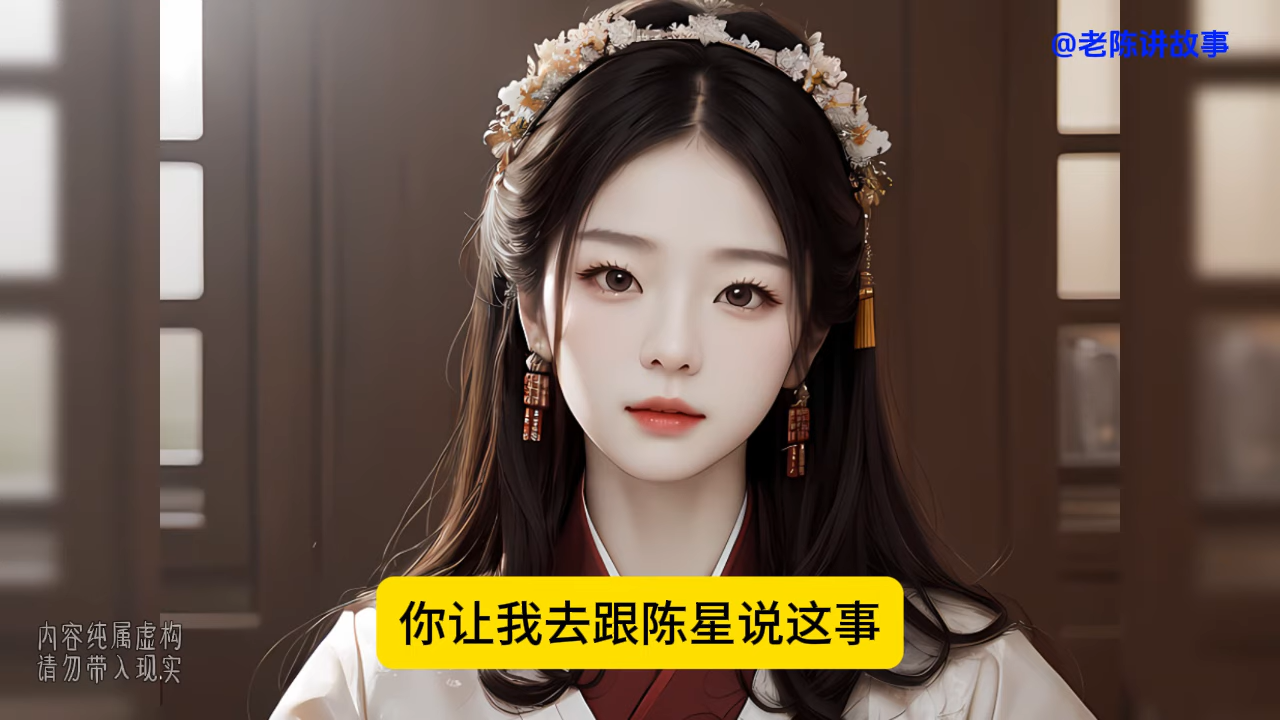 @老陈讲故事
你让我去跟陈星说这事
内容纯属虚构
请勿带入现实